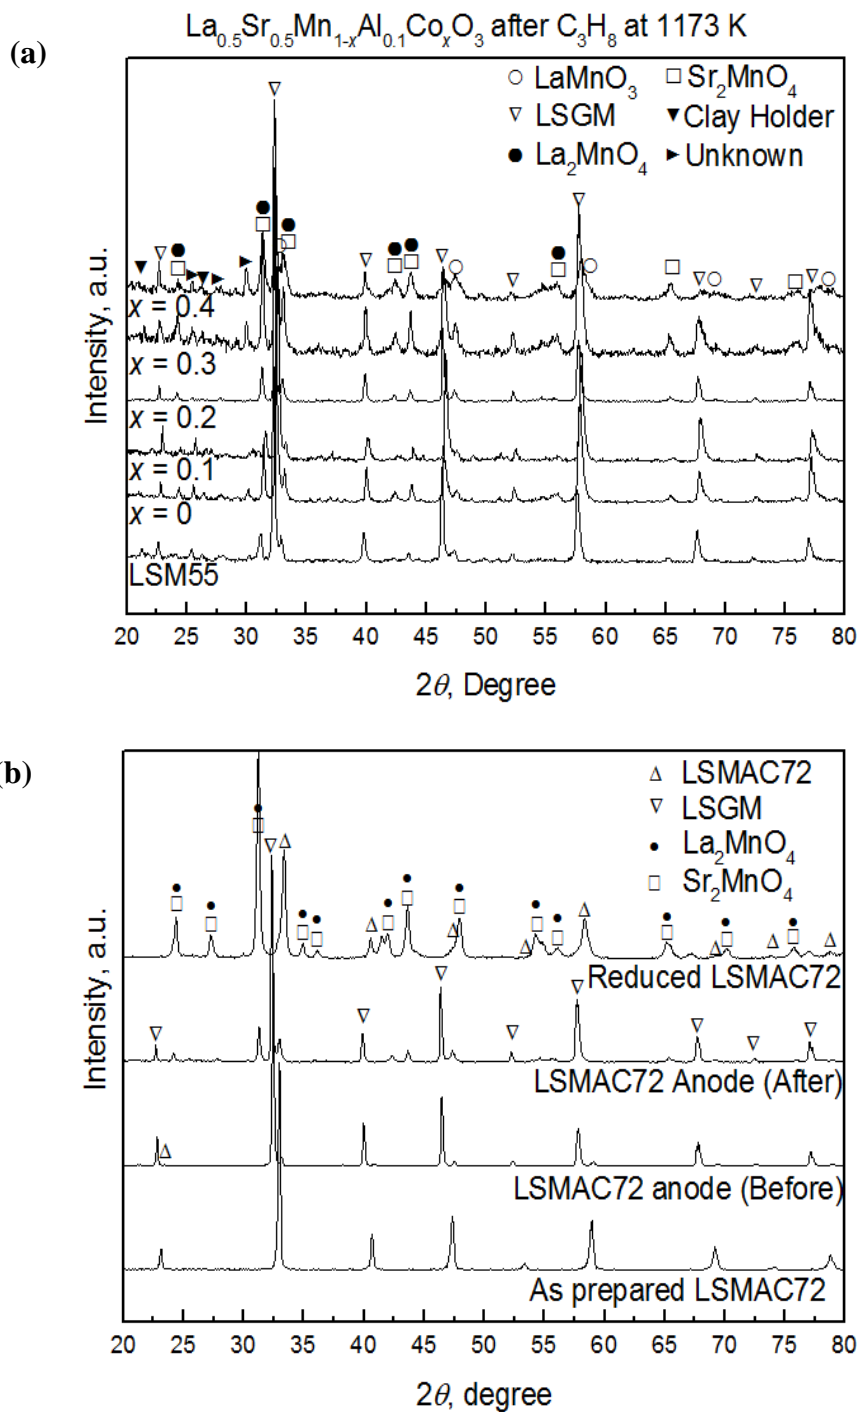 (a)
La₀.₅Sr₀.₅Mn₁₋ₓAl₀.₁CoₓO₃ after C₃H₈ at 1173 K
○ LaMnO₃ □ Sr₂MnO₄
▽ LSGM ▼ Clay Holder
● La₂MnO₄ ► Unknown
Intensity, a.u.
x = 0.4
x = 0.3
x = 0.2
x = 0.1
x = 0
LSM55
20 25 30 35 40 45 50 55 60 65 70 75 80
2θ, Degree
(b)
△ LSMAC72
▽ LSGM
• La₂MnO₄
□ Sr₂MnO₄
Intensity, a.u.
Reduced LSMAC72
LSMAC72 Anode (After)
LSMAC72 anode (Before)
As prepared LSMAC72
20 25 30 35 40 45 50 55 60 65 70 75 80
2θ, degree